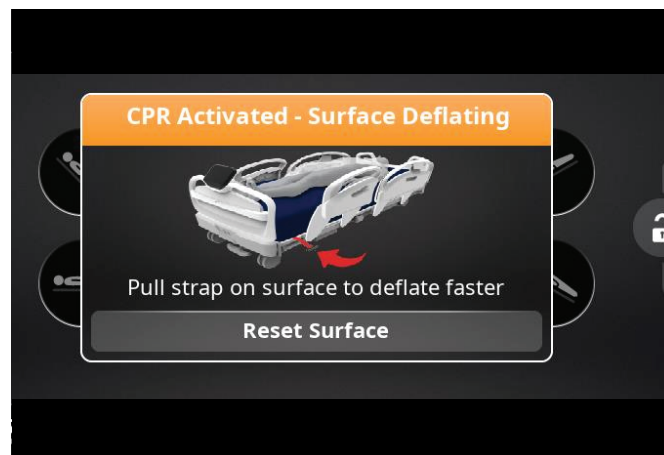 CPR Activated - Surface Deflating
Pull strap on surface to deflate faster
Reset Surface